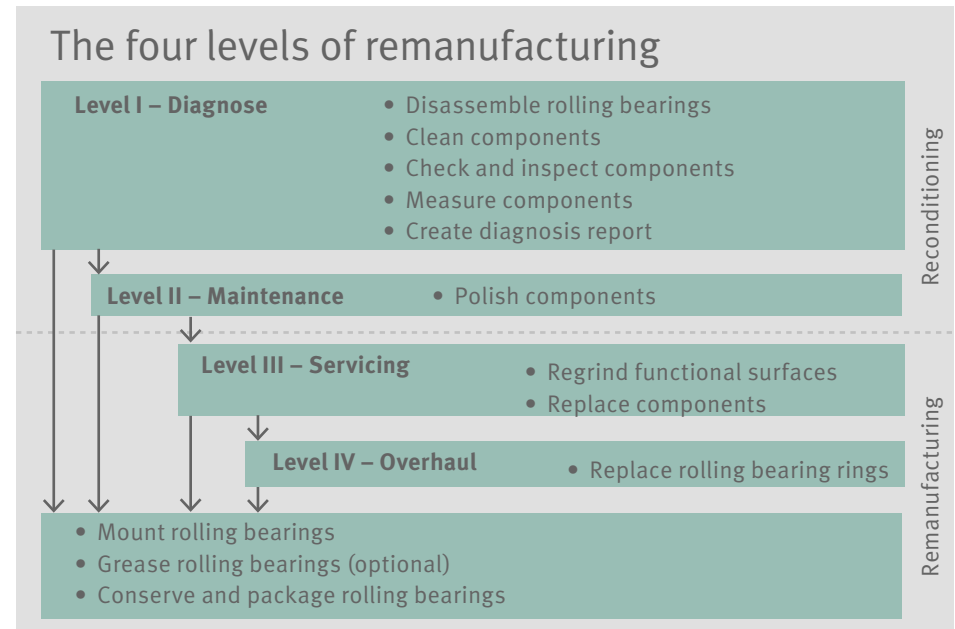 The four levels of remanufacturing
Level I – Diagnose
• Disassemble rolling bearings
• Clean components
• Check and inspect components
• Measure components
• Create diagnosis report
Reconditioning
Level II – Maintenance
• Polish components
Level III – Servicing
• Regrind functional surfaces
• Replace components
Level IV – Overhaul
• Replace rolling bearing rings
Remanufacturing
• Mount rolling bearings
• Grease rolling bearings (optional)
• Conserve and package rolling bearings